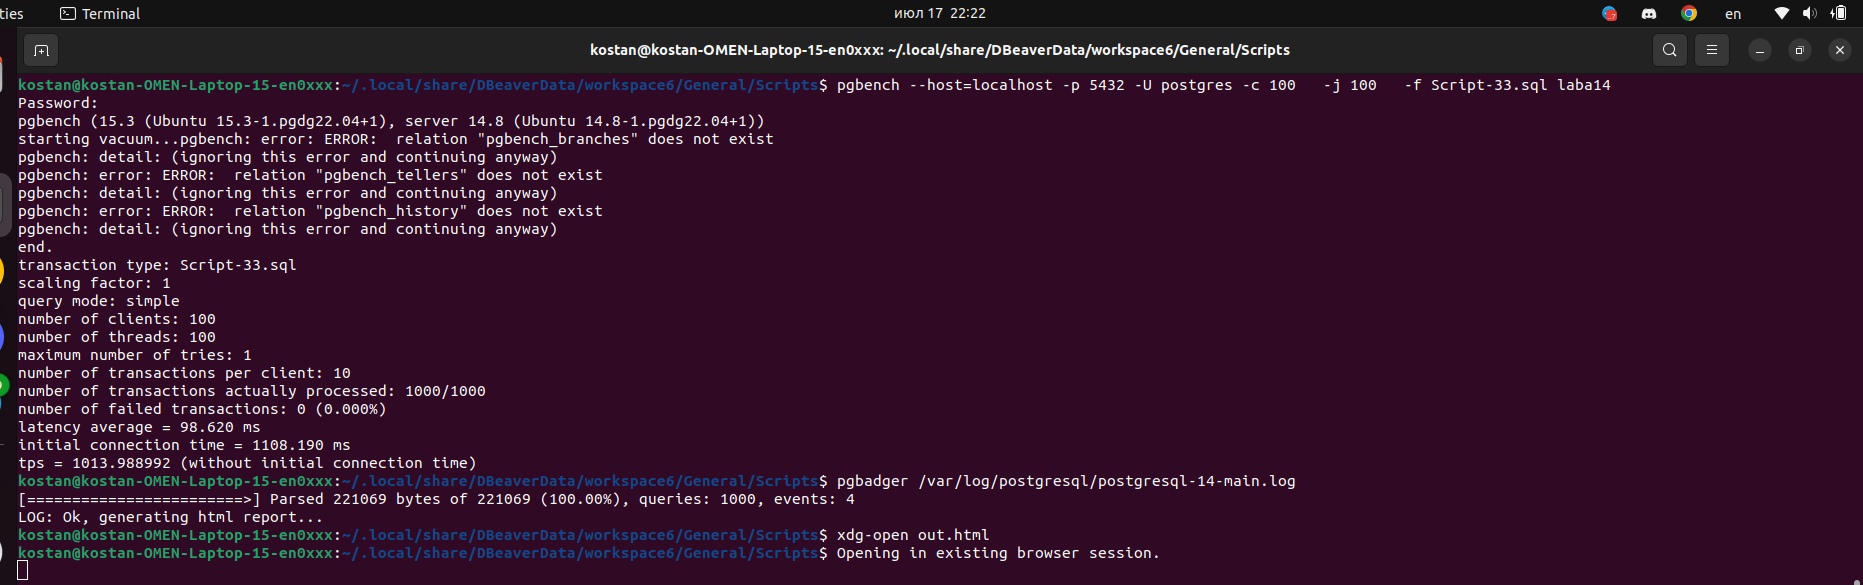 ties Terminal июл 17 22:22 en
kostan@kostan-OMEN-Laptop-15-en0xxx: ~/.local/share/DBeaverData/workspace6/General/Scripts
kostan@kostan-OMEN-Laptop-15-en0xxx:~/.local/share/DBeaverData/workspace6/General/Scripts$ pgbench --host=localhost -p 5432 -U postgres -c 100   -j 100   -f Script-33.sql laba14
Password:
pgbench (15.3 (Ubuntu 15.3-1.pgdg22.04+1), server 14.8 (Ubuntu 14.8-1.pgdg22.04+1))
starting vacuum...pgbench: error: ERROR:  relation "pgbench_branches" does not exist
pgbench: detail: (ignoring this error and continuing anyway)
pgbench: error: ERROR:  relation "pgbench_tellers" does not exist
pgbench: detail: (ignoring this error and continuing anyway)
pgbench: error: ERROR:  relation "pgbench_history" does not exist
pgbench: detail: (ignoring this error and continuing anyway)
end.
transaction type: Script-33.sql
scaling factor: 1
query mode: simple
number of clients: 100
number of threads: 100
maximum number of tries: 1
number of transactions per client: 10
number of transactions actually processed: 1000/1000
number of failed transactions: 0 (0.000%)
latency average = 98.620 ms
initial connection time = 1108.190 ms
tps = 1013.988992 (without initial connection time)
kostan@kostan-OMEN-Laptop-15-en0xxx:~/.local/share/DBeaverData/workspace6/General/Scripts$ pgbadger /var/log/postgresql/postgresql-14-main.log
[========================>] Parsed 221069 bytes of 221069 (100.00%), queries: 1000, events: 4
LOG: Ok, generating html report...
kostan@kostan-OMEN-Laptop-15-en0xxx:~/.local/share/DBeaverData/workspace6/General/Scripts$ xdg-open out.html
kostan@kostan-OMEN-Laptop-15-en0xxx:~/.local/share/DBeaverData/workspace6/General/Scripts$ Opening in existing browser session.